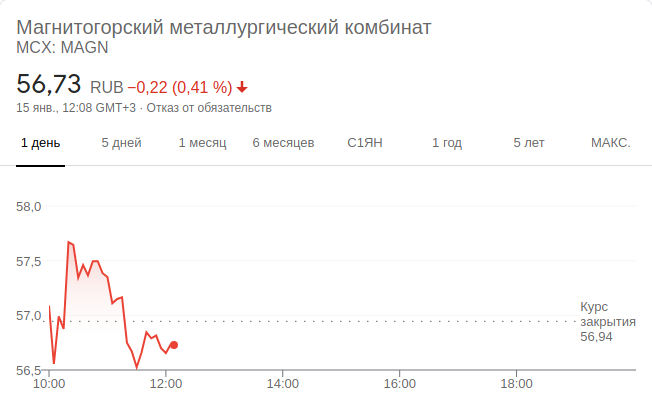 Магнитогорский металлургический комбинат
MCX: MAGN
56,73 RUB −0,22 (0,41 %)
15 янв., 12:08 GMT+3 · Отказ от обязательств
1 день 5 дней 1 месяц 6 месяцев С1ЯН 1 год 5 лет МАКС.
58,0
57,5
57,0
56,5
Курс
закрытия
56,94
10:00 12:00 14:00 16:00 18:00